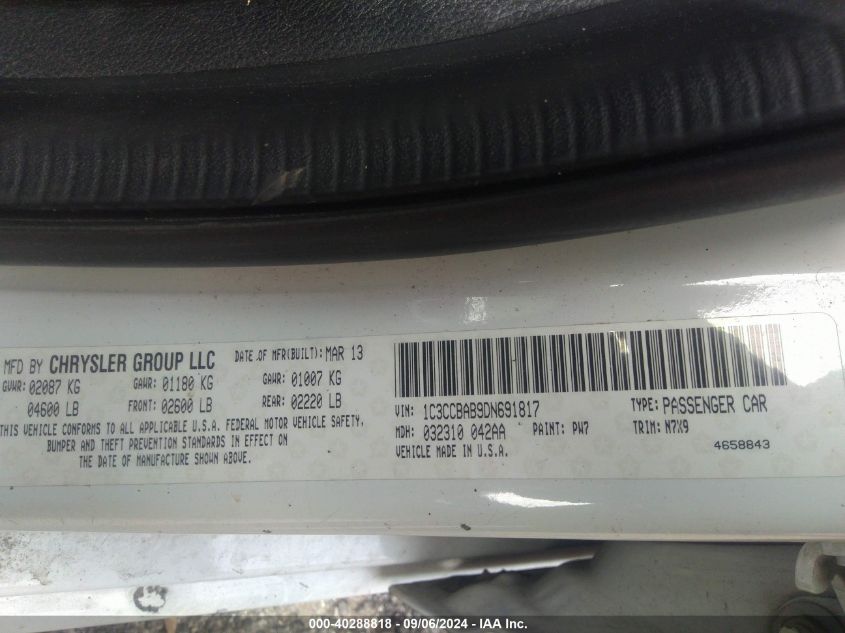 MFD BY CHRYSLER GROUP LLC DATE OF MFR(BUILT): MAR 13
GVWR: 02087 KG GAWR: 01180 KG GAWR: 01007 KG
04600 LB FRONT: 02600 LB REAR: 02220 LB
THIS VEHICLE CONFORMS TO ALL APPLICABLE U.S.A. FEDERAL MOTOR VEHICLE SAFETY,
BUMPER AND THEFT PREVENTION STANDARDS IN EFFECT ON
THE DATE OF MANUFACTURE SHOWN ABOVE.
VIN: 1C3CCBAB9DN691817 TYPE: PASSENGER CAR
MDH: 032310 042AA PAINT: PW7 TRIM: N7X9
VEHICLE MADE IN U.S.A. 4658843
000-40288818 - 09/06/2024 - IAA Inc.